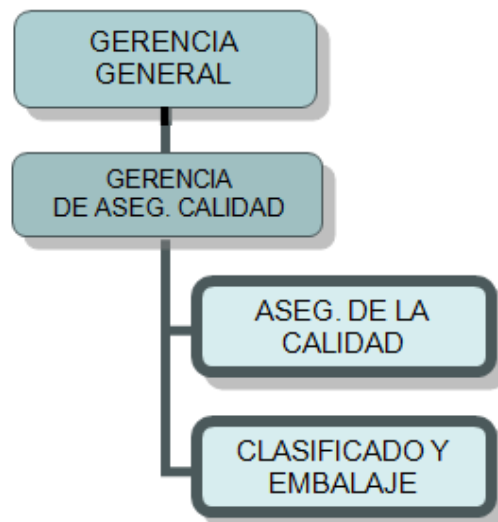 GERENCIA
GENERAL
GERENCIA
DE ASEG. CALIDAD
ASEG. DE LA
CALIDAD
CLASIFICADO Y
EMBALAJE